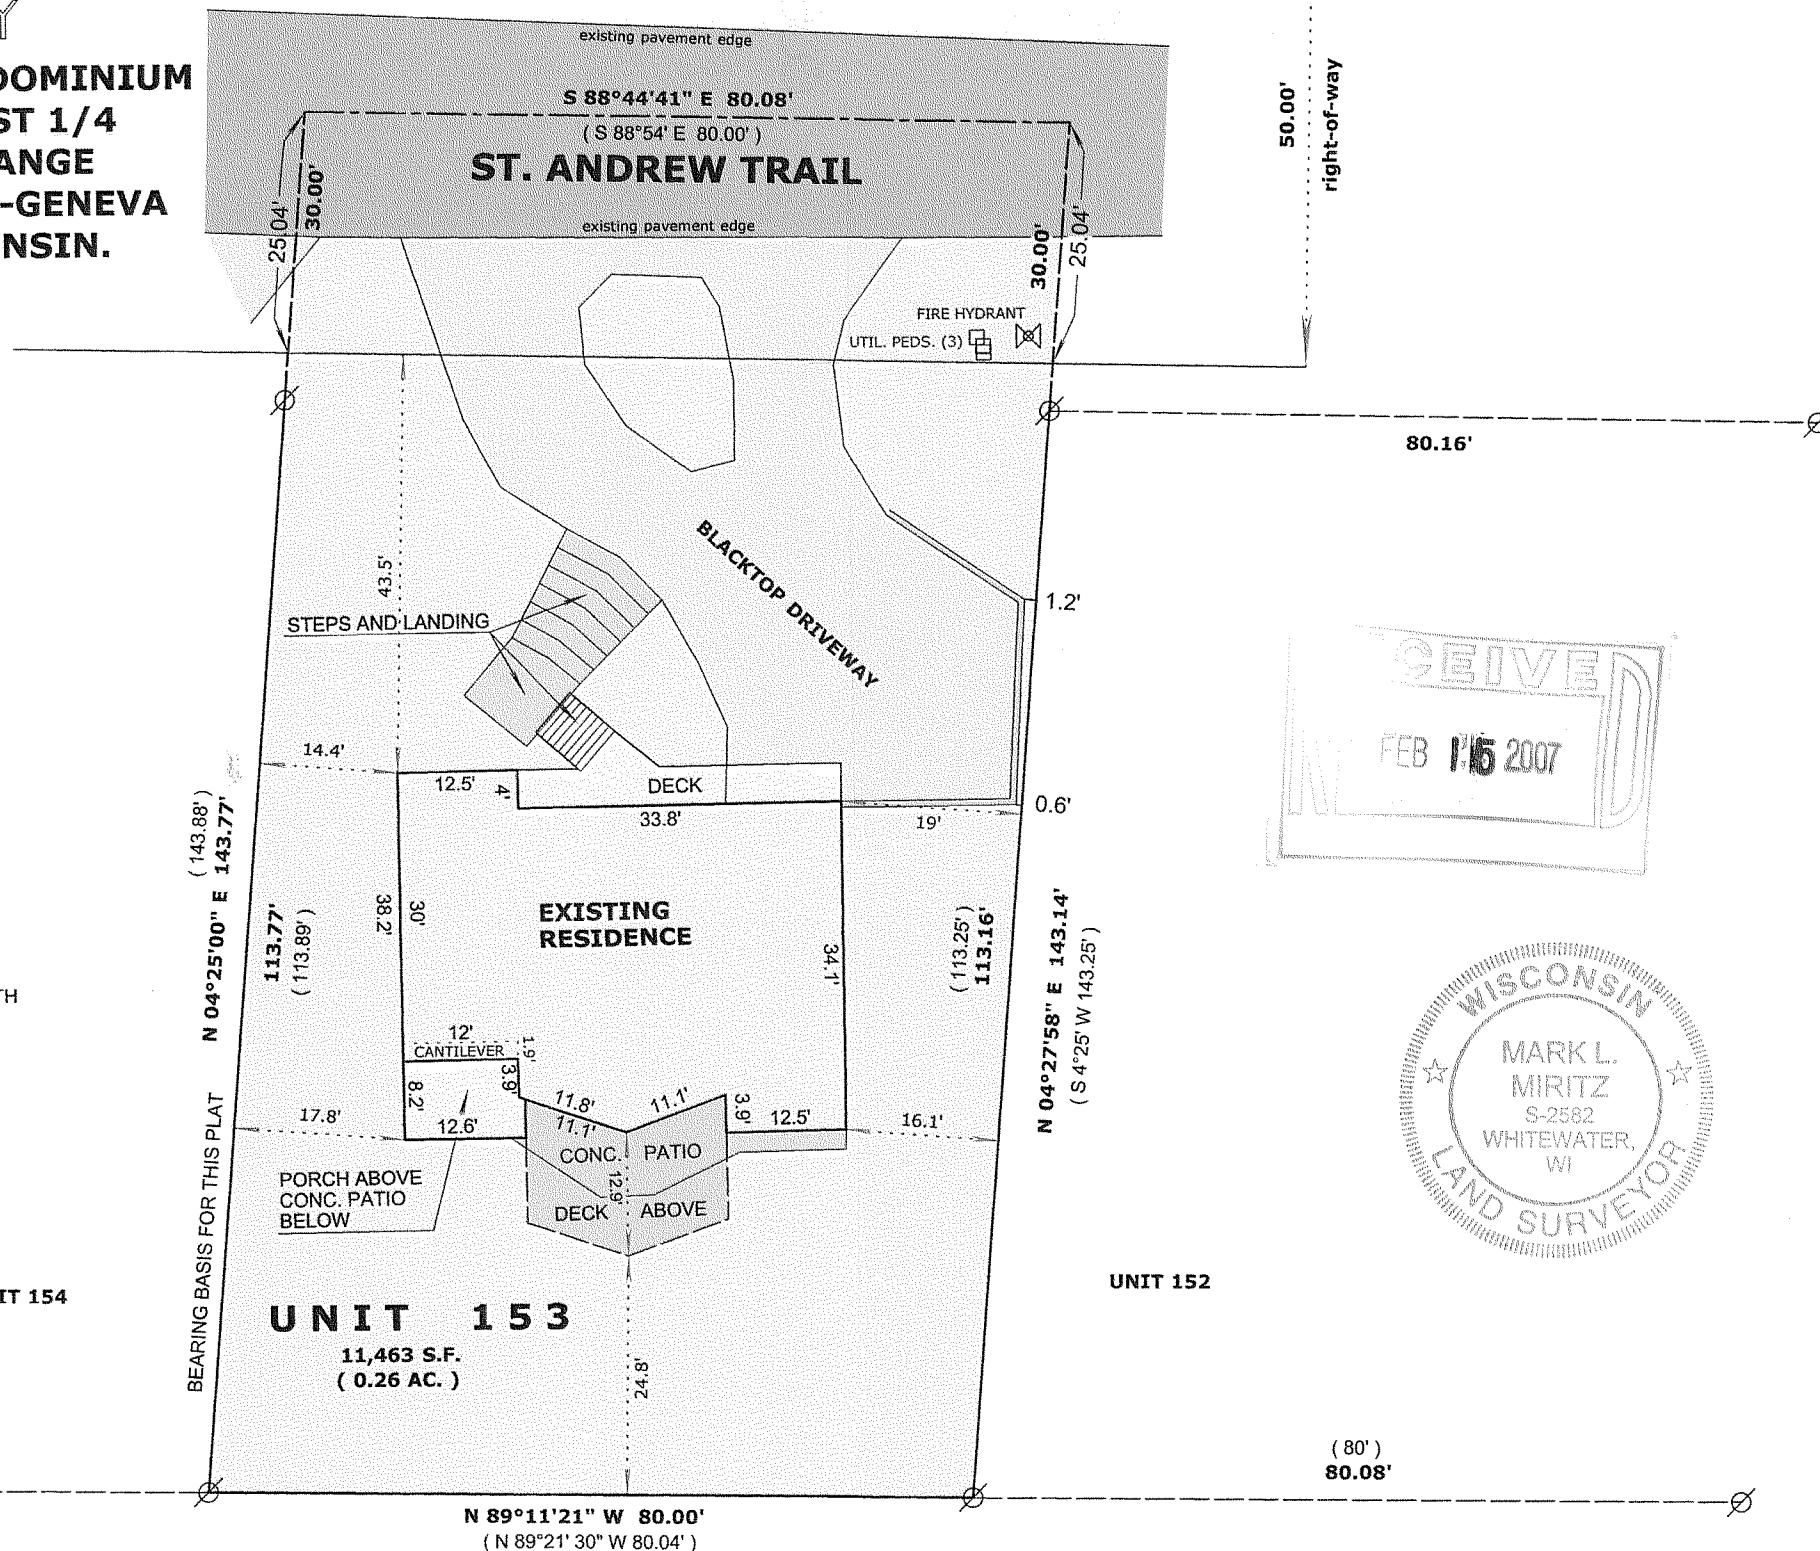 Y
DOMINIUM
ST 1/4
ANGE
-GENEVA
NSIN.
existing pavement edge
S 88°44'41" E 80.08'
( S 88°54' E 80.00' )
ST. ANDREW TRAIL
existing pavement edge
25.04'
30.00'
30.00'
25.04'
50.00'
right-of-way
FIRE HYDRANT
UTIL. PEDS. (3)
80.16'
43.5'
BLACKTOP DRIVEWAY
STEPS AND LANDING
1.2'
14.4'
12.5'
4'
DECK
33.8'
0.6'
19'
CEIVED
FEB 2007
( 143.88' )
N 04°25'00" E 143.77'
113.77'
( 113.89' )
38.2'
30'
EXISTING
RESIDENCE
34.1'
( 113.25' )
113.16'
N 04°27'58" E 143.14'
( S 4°25' W 143.25' )
TH
12'
CANTILEVER
1.9'
3.9'
8.2'
12.6'
17.8'
11.8'
11.1'
11.1'
3.9'
12.5'
16.1'
CONC. PATIO
12.9'
DECK ABOVE
PORCH ABOVE
CONC. PATIO
BELOW
BEARING BASIS FOR THIS PLAT
WISCONSIN
MARK L.
MIRITZ
S-2582
WHITEWATER,
WI
LAND SURVEYOR
IT 154
UNIT 153
11,463 S.F.
( 0.26 AC. )
24.8'
UNIT 152
( 80' )
80.08'
N 89°11'21" W 80.00'
( N 89°21' 30" W 80.04' )